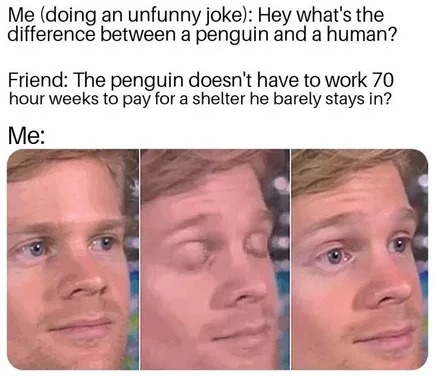 Me (doing an unfunny joke): Hey what's the
difference between a penguin and a human?
Friend: The penguin doesn't have to work 70
hour weeks to pay for a shelter he barely stays in?
Me: